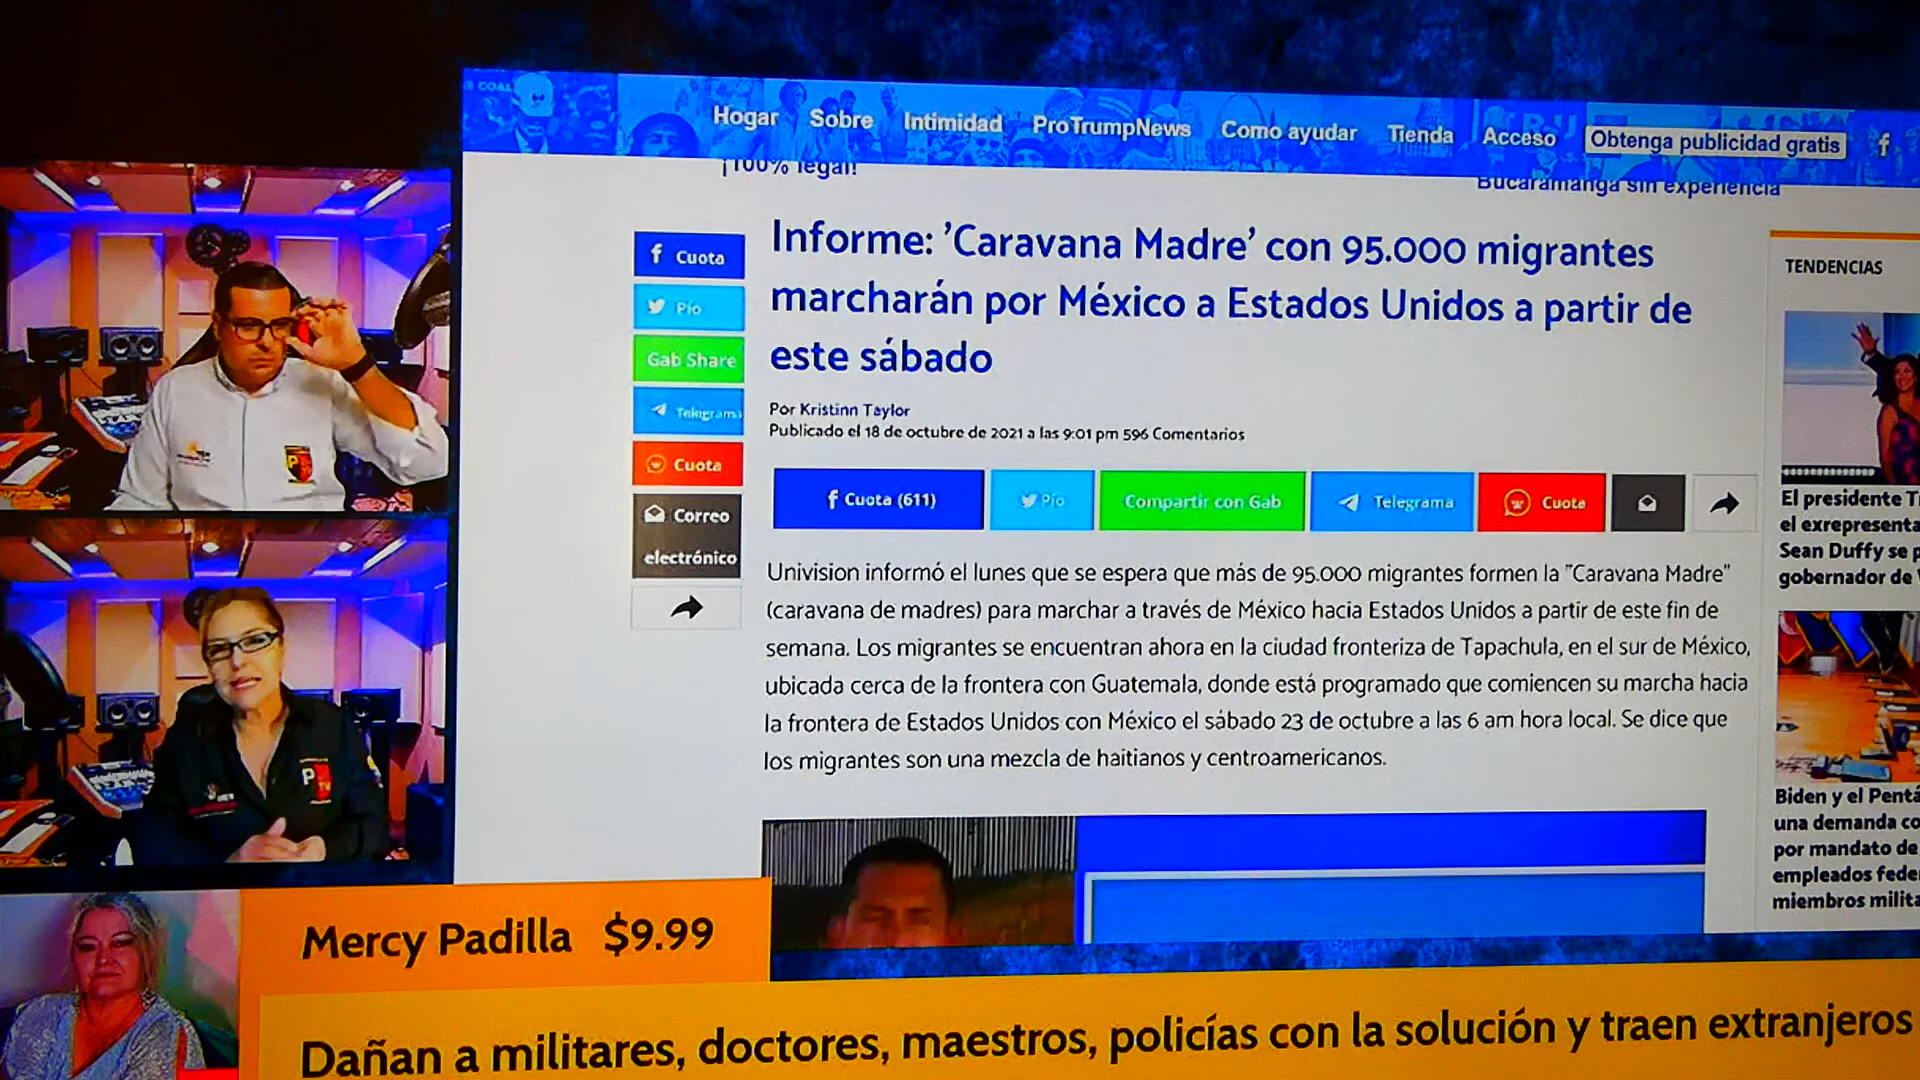 COAL
Hogar Sobre Intimidad ProTrumpNews Como ayudar Tienda Acceso Obtenga publicidad gratis f
¡100% legal!
Bucaramanga sin experiencia
Informe: 'Caravana Madre' con 95.000 migrantes
marcharán por México a Estados Unidos a partir de
este sábado
Por Kristinn Taylor
Publicado el 18 de octubre de 2021 a las 9:01 pm 596 Comentarios
f Cuota
Pío
Gab Share
Telegrama
Cuota
Correo
electrónico
f Cuota (611) Pío Compartir con Gab Telegrama Cuota
Univision informó el lunes que se espera que más de 95.000 migrantes formen la "Caravana Madre"
(caravana de madres) para marchar a través de México hacia Estados Unidos a partir de este fin de
semana. Los migrantes se encuentran ahora en la ciudad fronteriza de Tapachula, en el sur de México,
ubicada cerca de la frontera con Guatemala, donde está programado que comiencen su marcha hacia
la frontera de Estados Unidos con México el sábado 23 de octubre a las 6 am hora local. Se dice que
los migrantes son una mezcla de haitianos y centroamericanos.
TENDENCIAS
El presidente T
el exrepresenta
Sean Duffy se p
gobernador de
Biden y el Pentá
una demanda co
por mandato de
empleados fede
miembros milita
P
P
TV
Mercy Padilla $9.99
Dañan a militares, doctores, maestros, policías con la solución y traen extranjeros